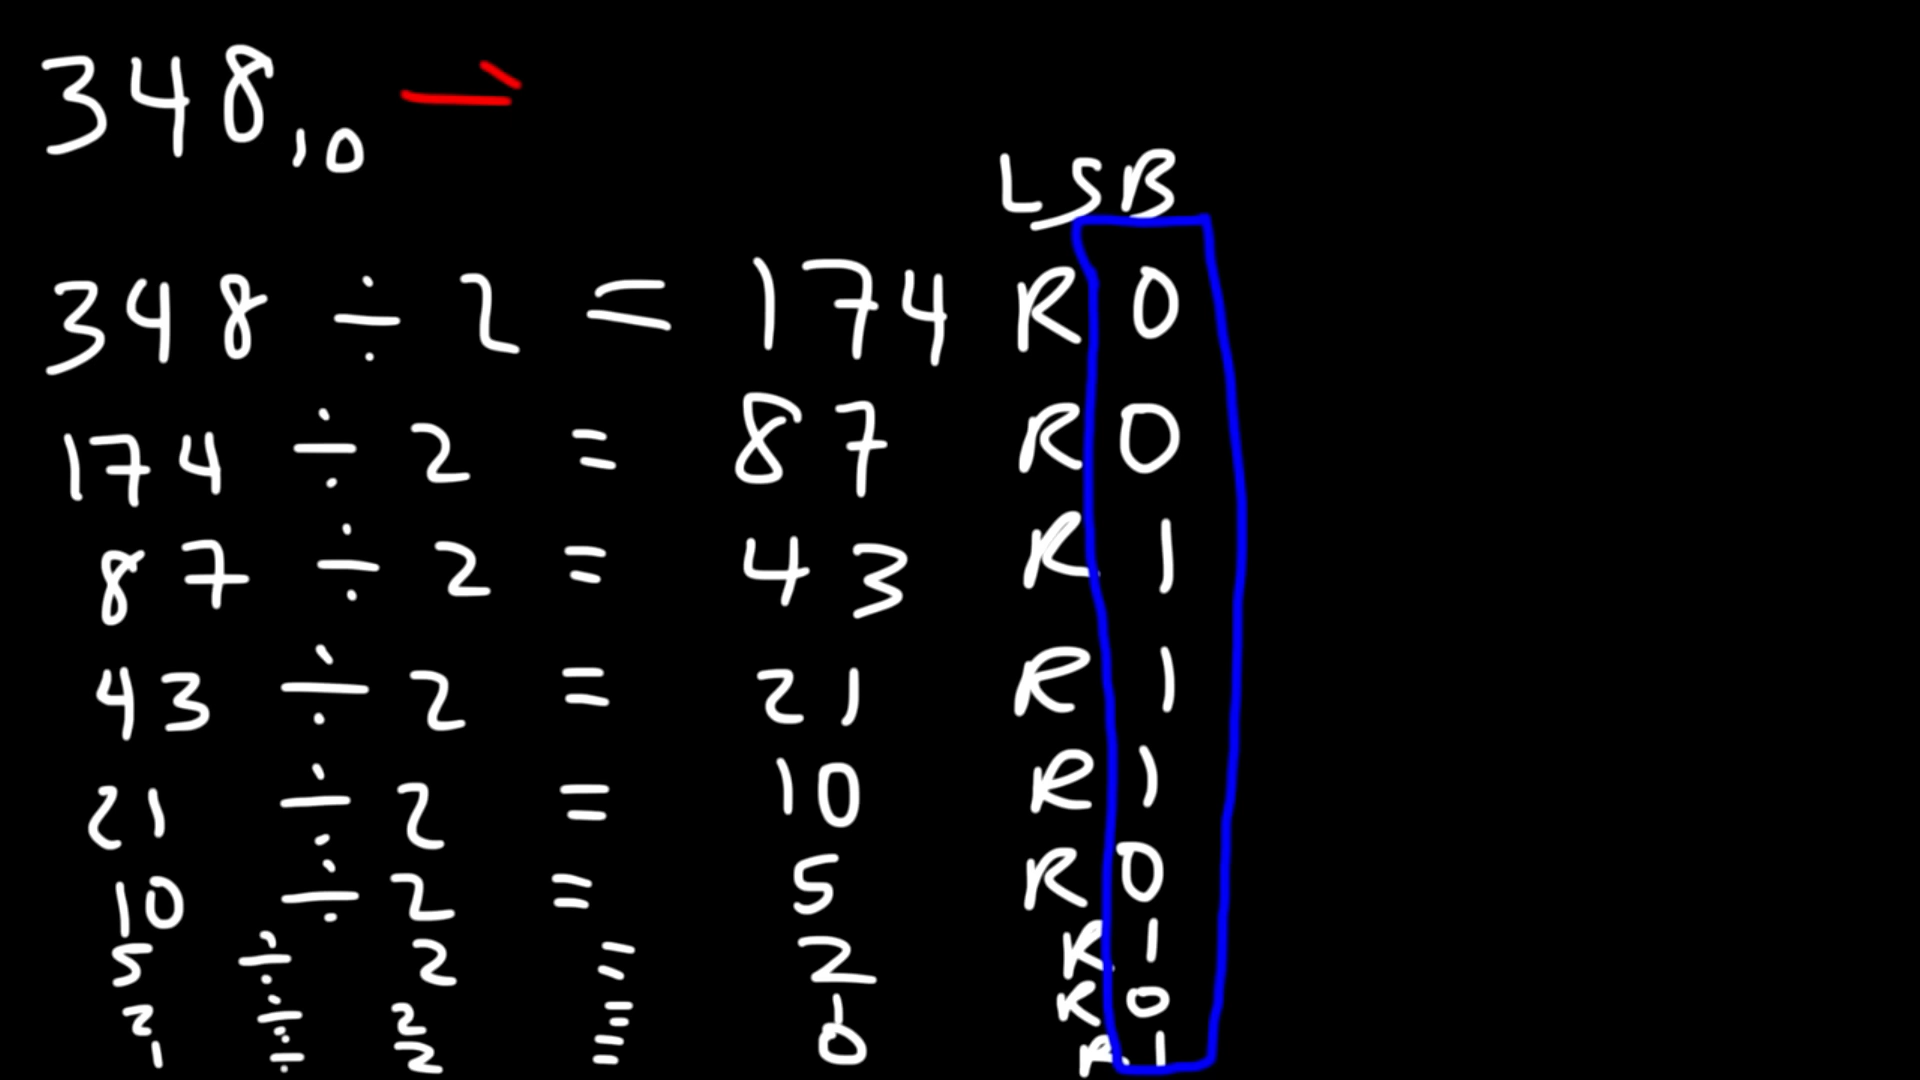 348₁₀ →
LSB
348 ÷ 2 = 174 R 0
174 ÷ 2 = 87 R 0
87 ÷ 2 = 43 R 1
43 ÷ 2 = 21 R 1
21 ÷ 2 = 10 R 1
10 ÷ 2 = 5 R 0
5 ÷ 2 = 2 R 1
2 ÷ 2 = 1 R 0
1 ÷ 2 = 0 R 1